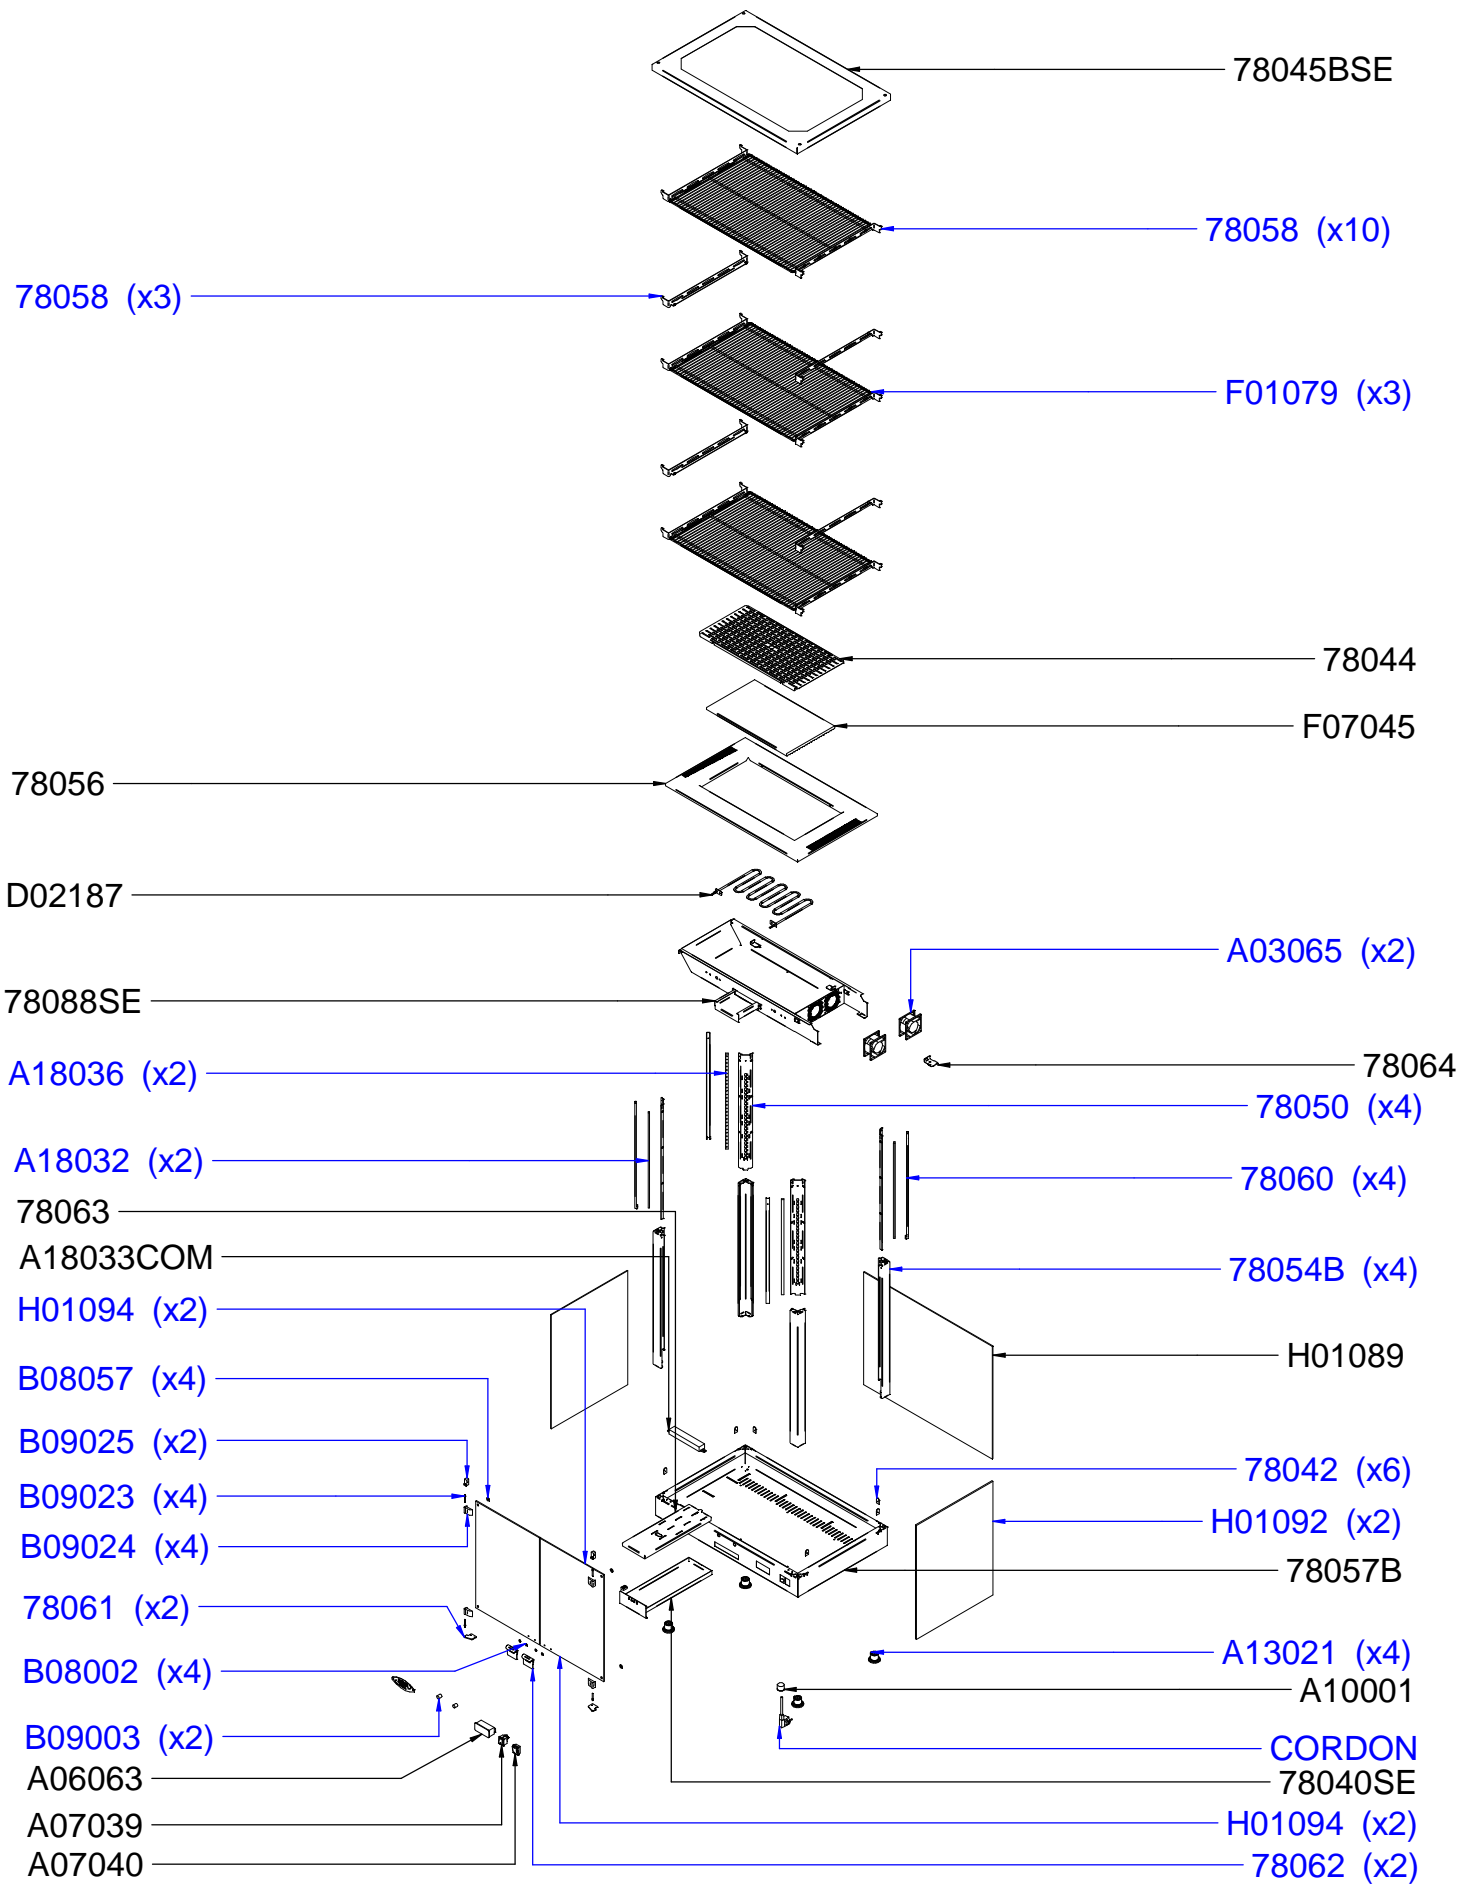 78045BSE
78058 (x10)
78058 (x3)
F01079 (x3)
78044
F07045
78056
D02187
A03065 (x2)
78088SE
78064
A18036 (x2)
78050 (x4)
A18032 (x2)
78060 (x4)
78063
A18033COM
78054B (x4)
H01094 (x2)
H01089
B08057 (x4)
B09025 (x2)
78042 (x6)
B09023 (x4)
H01092 (x2)
B09024 (x4)
78057B
78061 (x2)
A13021 (x4)
B08002 (x4)
A10001
B09003 (x2)
CORDON
A06063
78040SE
A07039
H01094 (x2)
A07040
78062 (x2)